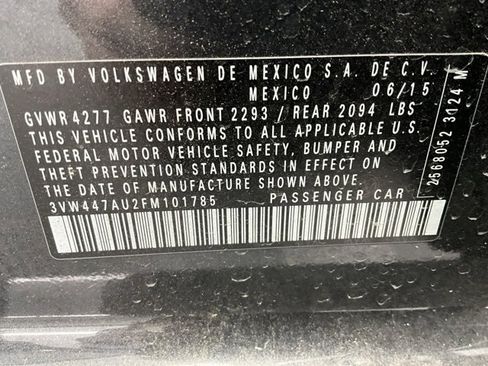 MFD BY VOLKSWAGEN DE MEXICO S.A. DE C.V.
MEXICO 06/15
GVWR 4277 GAWR FRONT 2293 / REAR 2094 LBS
THIS VEHICLE CONFORMS TO ALL APPLICABLE U.S.
FEDERAL MOTOR VEHICLE SAFETY, BUMPER AND
THEFT PREVENTION STANDARDS IN EFFECT ON
THE DATE OF MANUFACTURE SHOWN ABOVE.
3VW447AU2FM101785 PASSENGER CAR
2568052 3124 M